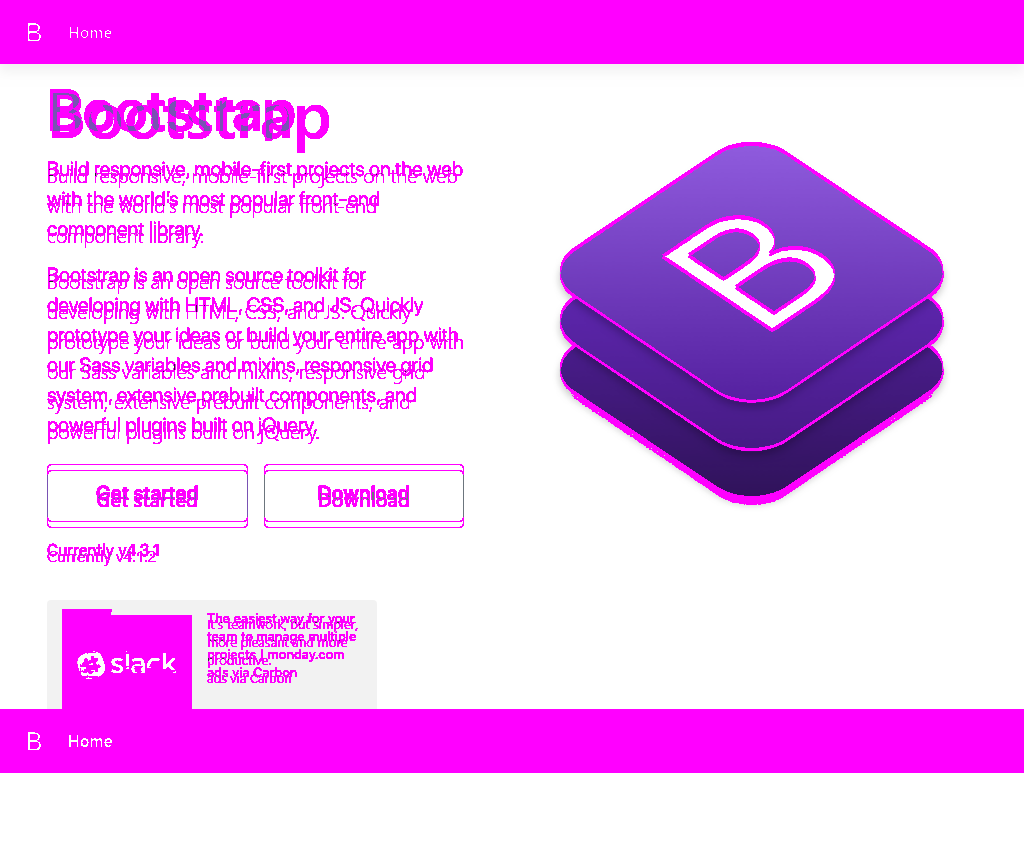 B Home
Bootstrap
Bootstrap
Build responsive, mobile-first projects on the web
Build responsive, mobile-first projects on the web
with the world's most popular front-end
with the world's most popular front-end
component library.
component library.
Bootstrap is an open source toolkit for
Bootstrap is an open source toolkit for
developing with HTML, CSS, and JS. Quickly
developing with HTML, CSS, and JS. Quickly
prototype your ideas or build your entire app with
prototype your ideas or build your entire app with
our Sass variables and mixins, responsive grid
our Sass variables and mixins, responsive grid
system, extensive prebuilt components, and
system, extensive prebuilt components, and
powerful plugins built on jQuery.
powerful plugins built on jQuery.
Get started Download
Get started Download
Currently v4.3.1
Currently v4.1.2
B
slack
The easiest way for your
It's teamwork, but simpler,
team to manage multiple
more pleasant and more
projects | monday.com
productive.
ads via Carbon
ads via Carbon
B Home